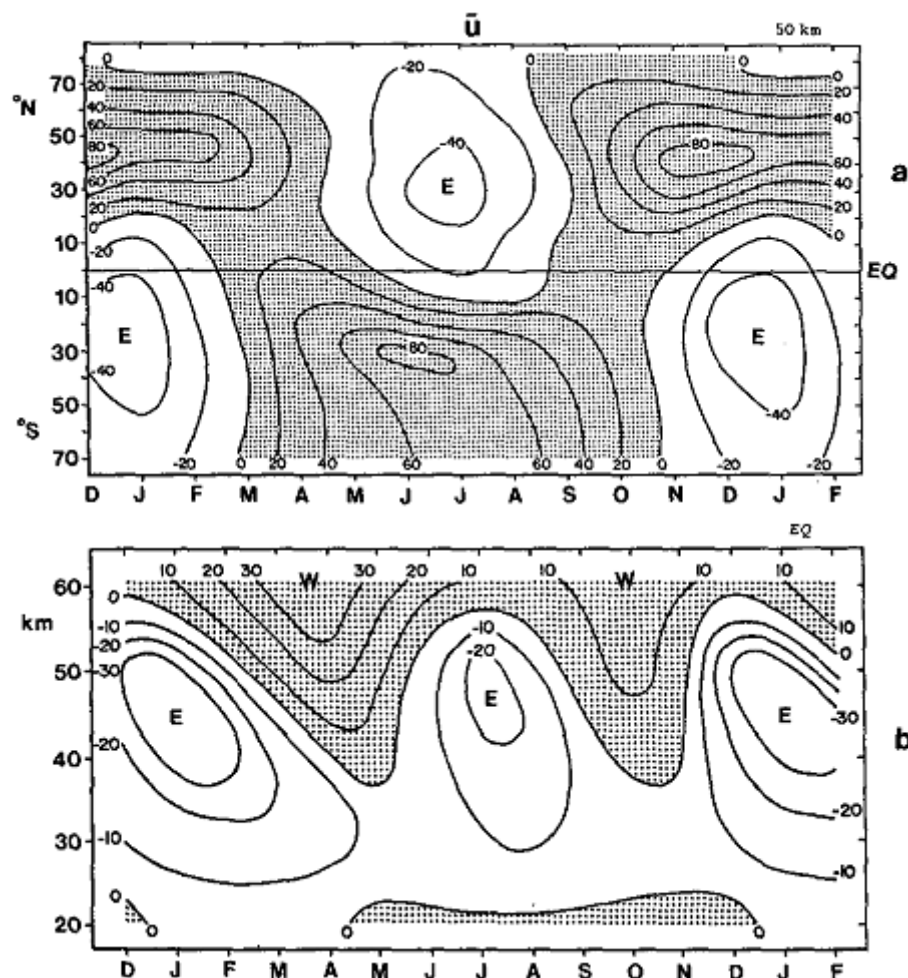 ū 50 km
0 -20 0 0
70 20 0
°N 20
40 40
50 60 60
80 -40 80
60 60
30 20 E 40 a
0 20
10 -20 0
-20
EQ
-40 -40
10
E E
30 80
-40
50 -40
°S
70 -20 0 20 40 60 60 40 20 0 -20 -20
D J F M A M J J A S O N D J F
EQ
60 10 20 30 W 30 20 10 10 W 10 10
0 10
km -10 -10 0
50 -20 -20
-30 E -30
E E
40 -20 b
-20
30 -10
-10
20 0 0 0 0
D J F M A M J J A S O N D J F